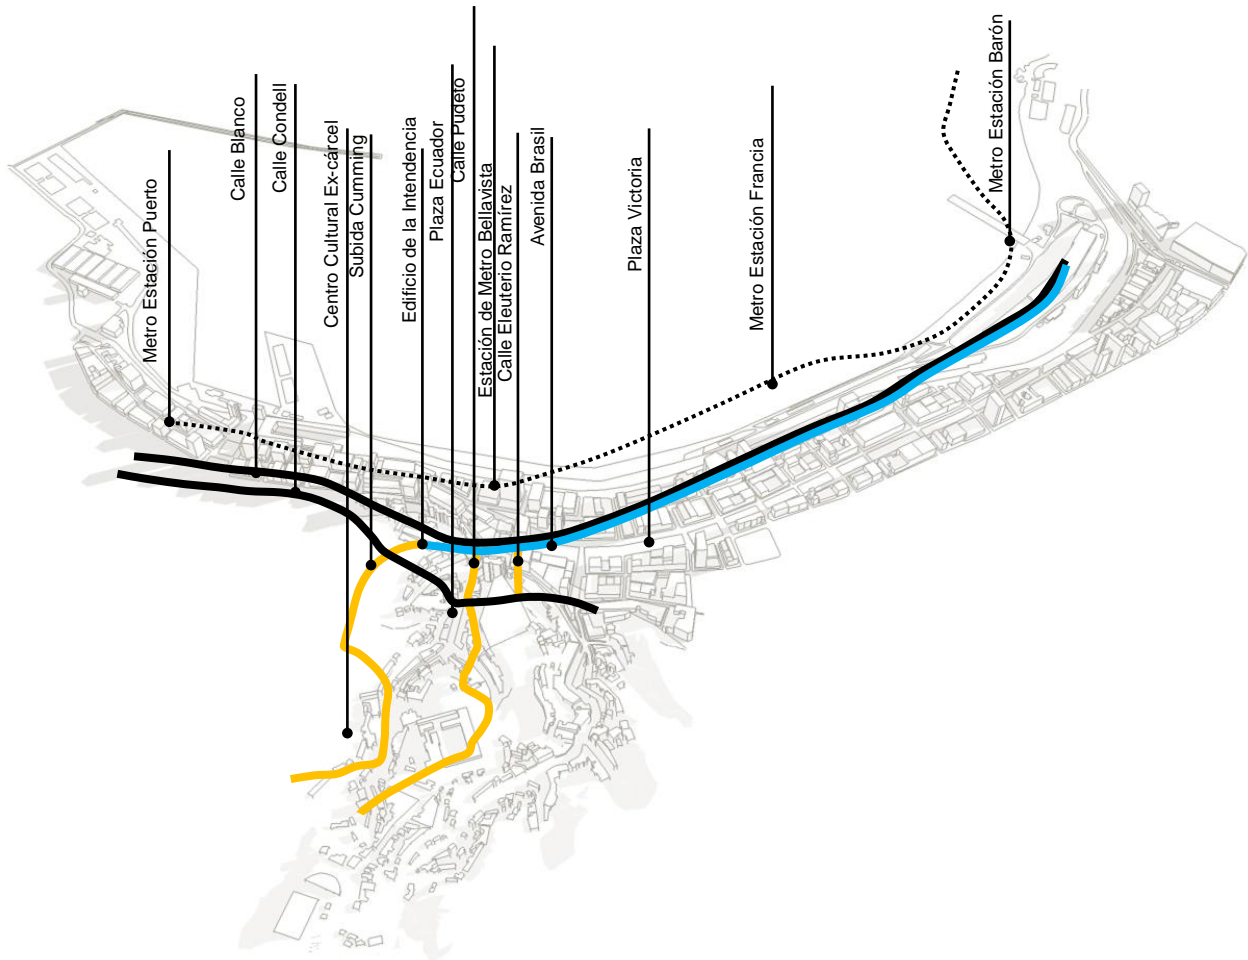 Metro Estación Puerto
Calle Blanco
Calle Condell
Centro Cultural Ex-cárcel
Subida Cumming
Edificio de la Intendencia
Plaza Ecuador
Calle Pudeto
Estación de Metro Bellavista
Calle Eleuterio Ramírez
Avenida Brasil
Plaza Victoria
Metro Estación Francia
Metro Estación Barón